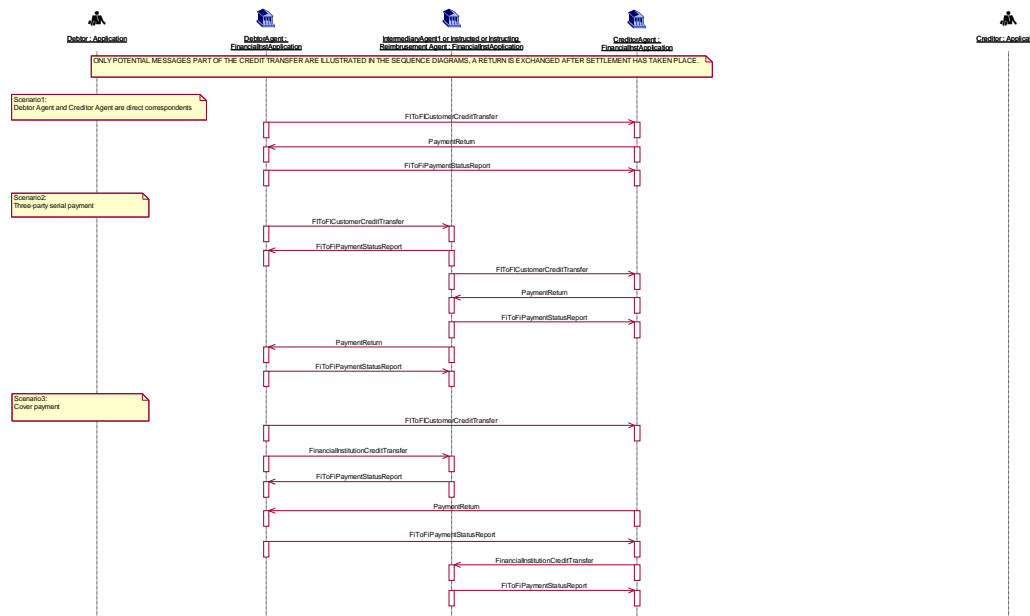 Debtor : Application
DebtorAgent :
FinancialInstApplication
IntermediaryAgent1 or Instructed or Instructing
Reimbrusement Agent : FinancialInstApplication
CreditorAgent :
FinancialInstApplication
Creditor : Applicat
ONLY POTENTIAL MESSAGES PART OF THE CREDIT TRANSFER ARE ILLUSTRATED IN THE SEQUENCE DIAGRAMS, A RETURN IS EXCHANGED AFTER SETTLEMENT HAS TAKEN PLACE.
Scenario1:
Debtor Agent and Creditor Agent are direct correspondents
FIToFICustomerCreditTransfer
PaymentReturn
FiToFiPaymentStatusReport
Scenario2:
Three-party serial payment
FIToFICustomerCreditTransfer
FiToFiPaymentStatusReport
FIToFICustomerCreditTransfer
PaymentReturn
FiToFiPaymentStatusReport
PaymentReturn
FiToFiPaymentStatusReport
Scenario3:
Cover payment
FIToFICustomerCreditTransfer
FinancialInstitutionCreditTransfer
FiToFiPaymentStatusReport
PaymentReturn
FiToFiPaymentStatusReport
FinancialInstitutionCreditTransfer
FiToFiPaymentStatusReport